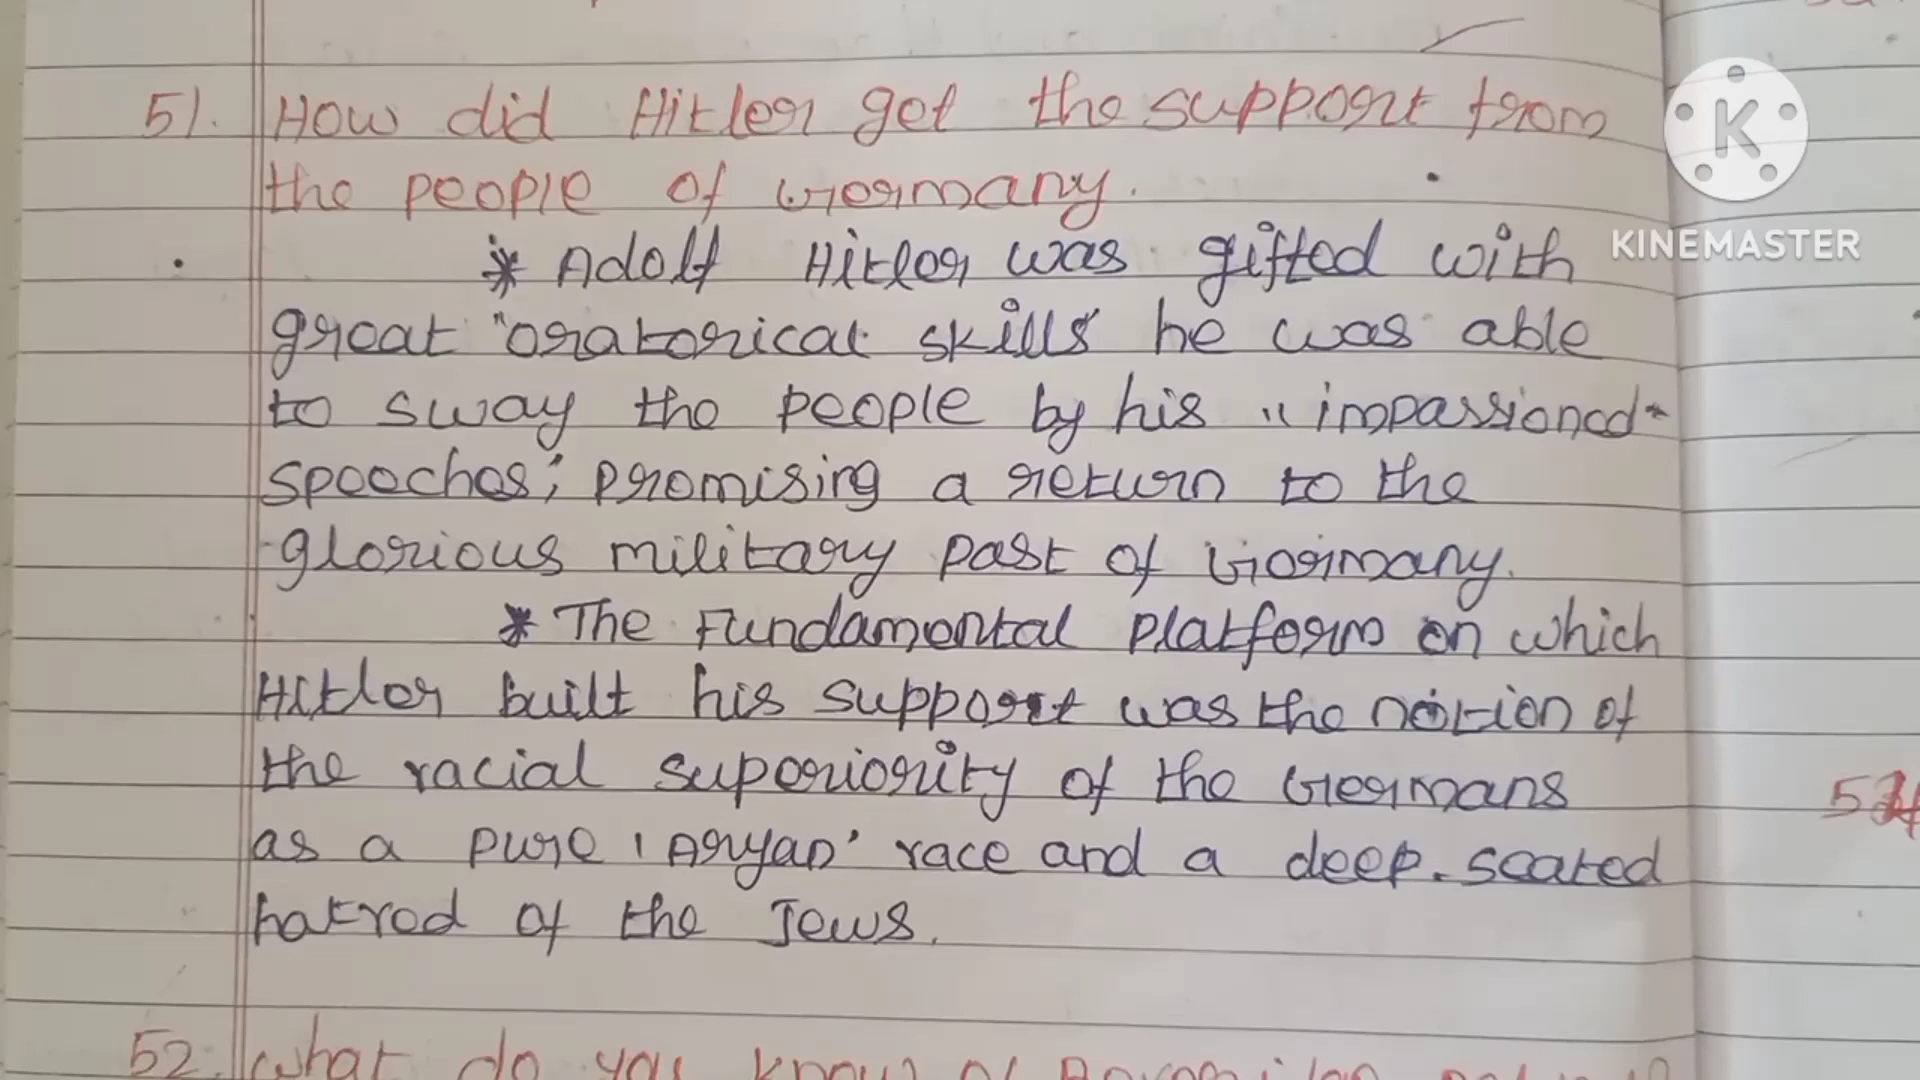 51. How did Hitler get the support from
the people of Germany.
* Adolf Hitler was gifted with
great "oratorical skills" he was able
to sway the people by his "impassioned
speeches", promising a return to the
glorious military past of Germany.
* The Fundamental platform on which
Hitler built his support was the notion of
the racial superiority of the Germans
as a pure 'Aryan' race and a deep-seated
hatred of the Jews.
52. What do you know of
K
KINEMASTER